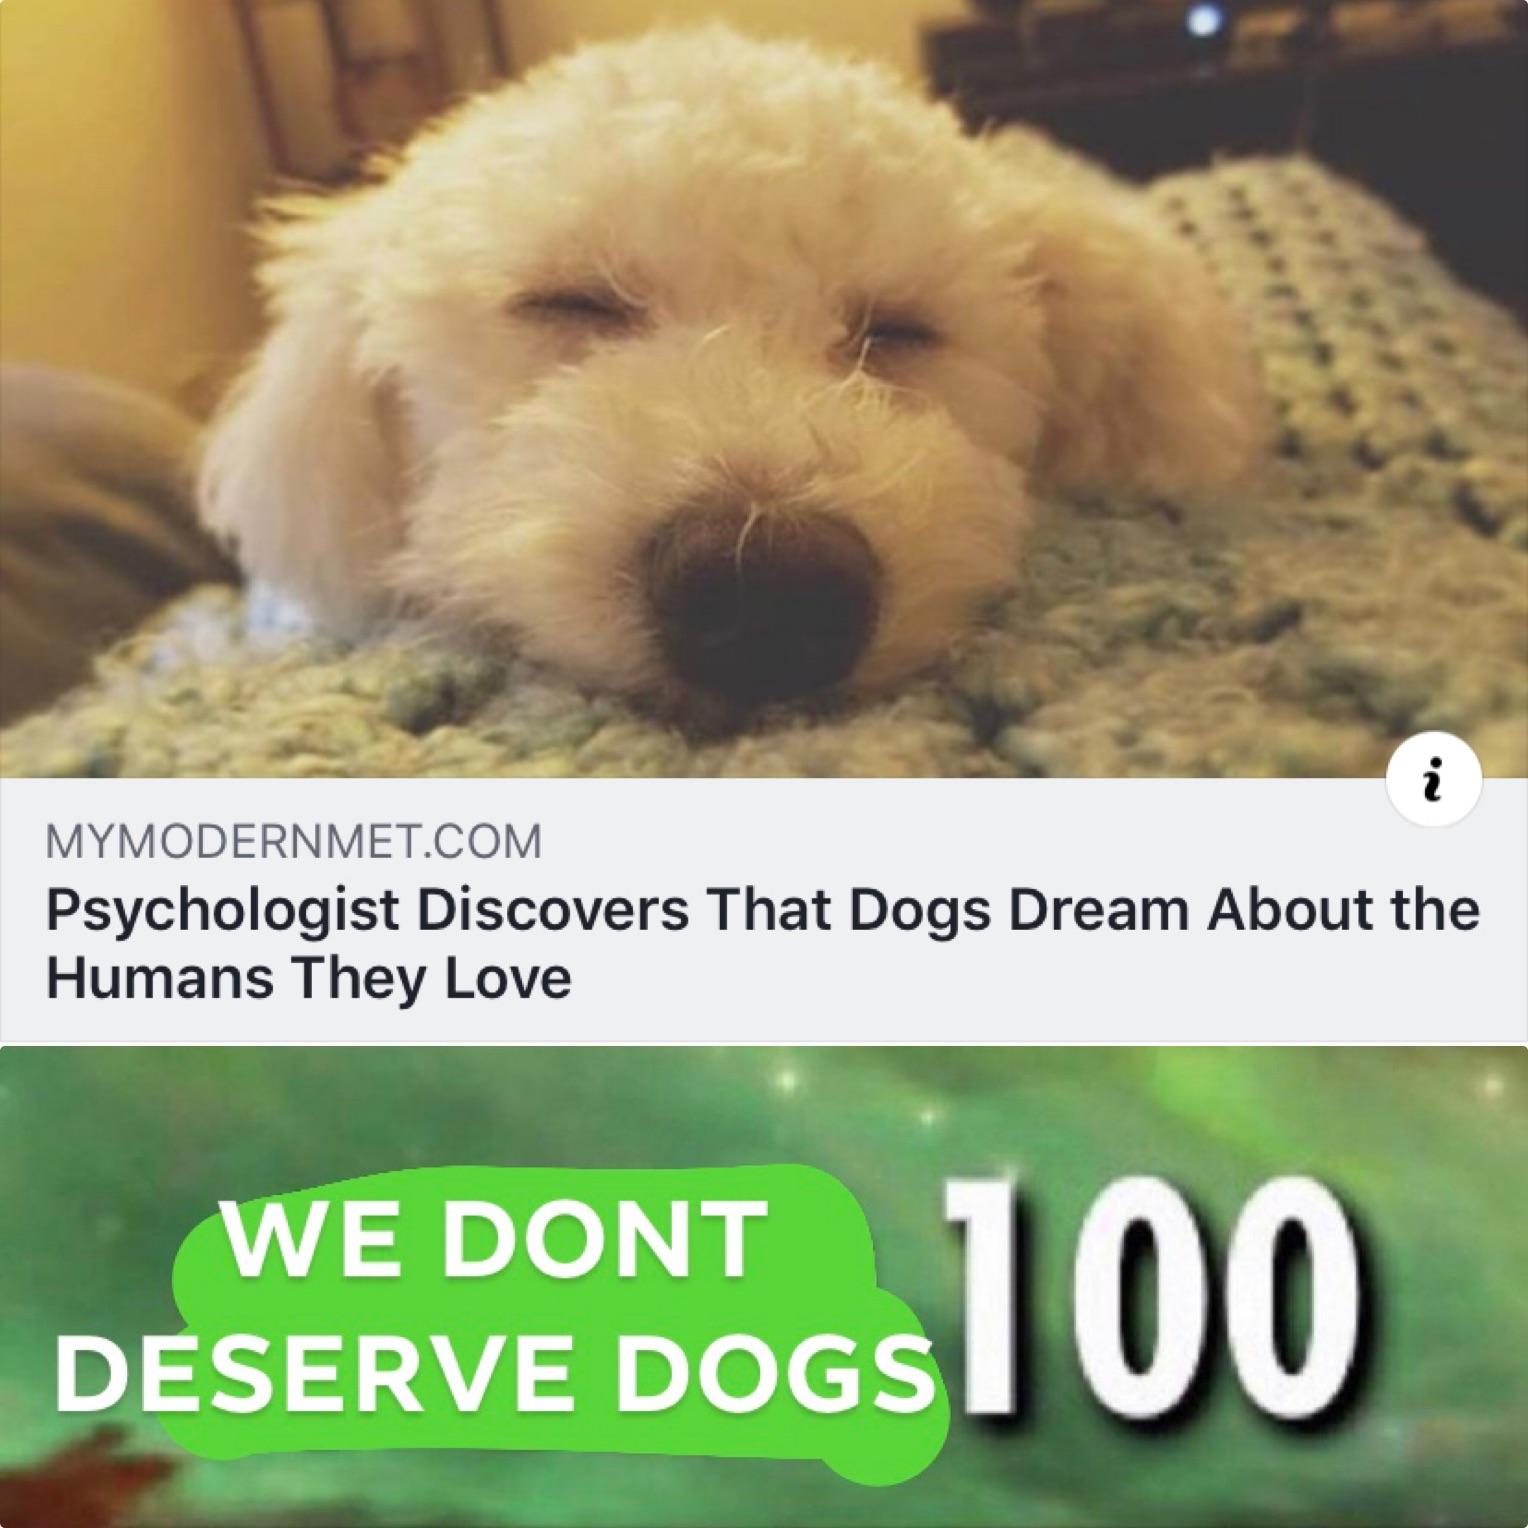 MYMODERNMET.COM
Psychologist Discovers That Dogs Dream About the
Humans They Love
WE DONT
DESERVE DOGS
100